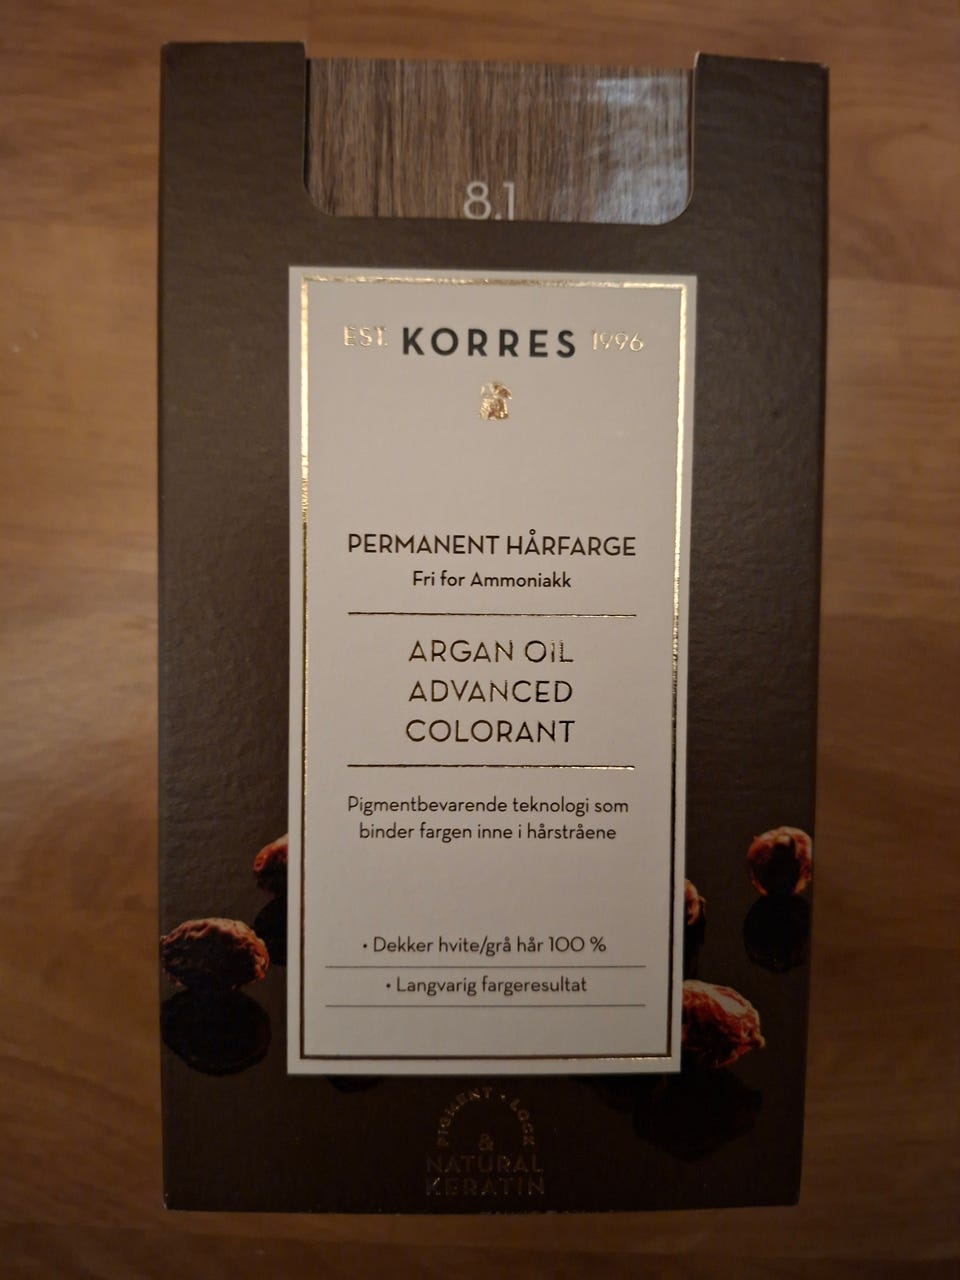 8.1
EST. KORRES 1996
PERMANENT HÅRFARGE
Fri for Ammoniakk
ARGAN OIL
ADVANCED
COLORANT
Pigmentbevarende teknologi som
binder fargen inne i hårstråene
• Dekker hvite/grå hår 100 %
• Langvarig fargeresultat
PIGMENT • LOCK
&
NATURAL
KERATIN